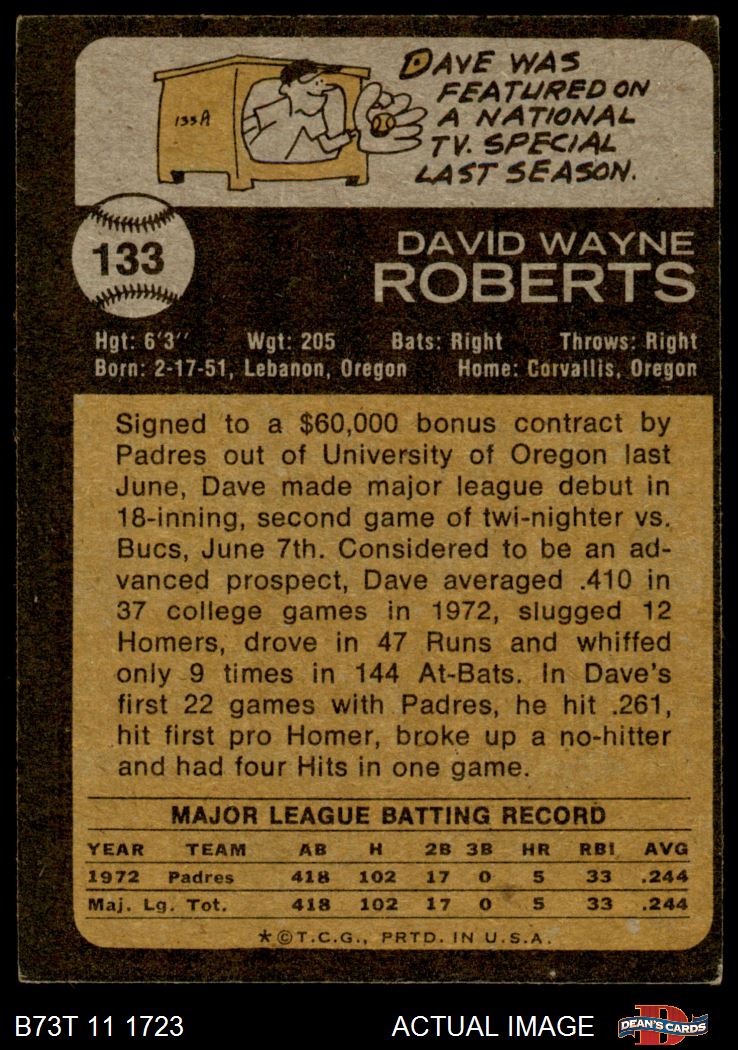 DAVE WAS
FEATURED ON
A NATIONAL
TV. SPECIAL
LAST SEASON.
133A
133
DAVID WAYNE
ROBERTS
Hgt: 6'3" Wgt: 205 Bats: Right Throws: Right
Born: 2-17-51, Lebanon, Oregon Home: Corvallis, Oregon
Signed to a $60,000 bonus contract by
Padres out of University of Oregon last
June, Dave made major league debut in
18-inning, second game of twi-nighter vs.
Bucs, June 7th. Considered to be an ad-
vanced prospect, Dave averaged .410 in
37 college games in 1972, slugged 12
Homers, drove in 47 Runs and whiffed
only 9 times in 144 At-Bats. In Dave's
first 22 games with Padres, he hit .261,
hit first pro Homer, broke up a no-hitter
and had four Hits in one game.
MAJOR LEAGUE BATTING RECORD
YEAR TEAM AB H 2B 3B HR RBI AVG
1972 Padres 418 102 17 0 5 33 .244
Maj. Lg. Tot. 418 102 17 0 5 33 .244
*©T.C.G., PRTD. IN U.S.A.
B73T 11 1723 ACTUAL IMAGE
D
DEAN'S CARDS